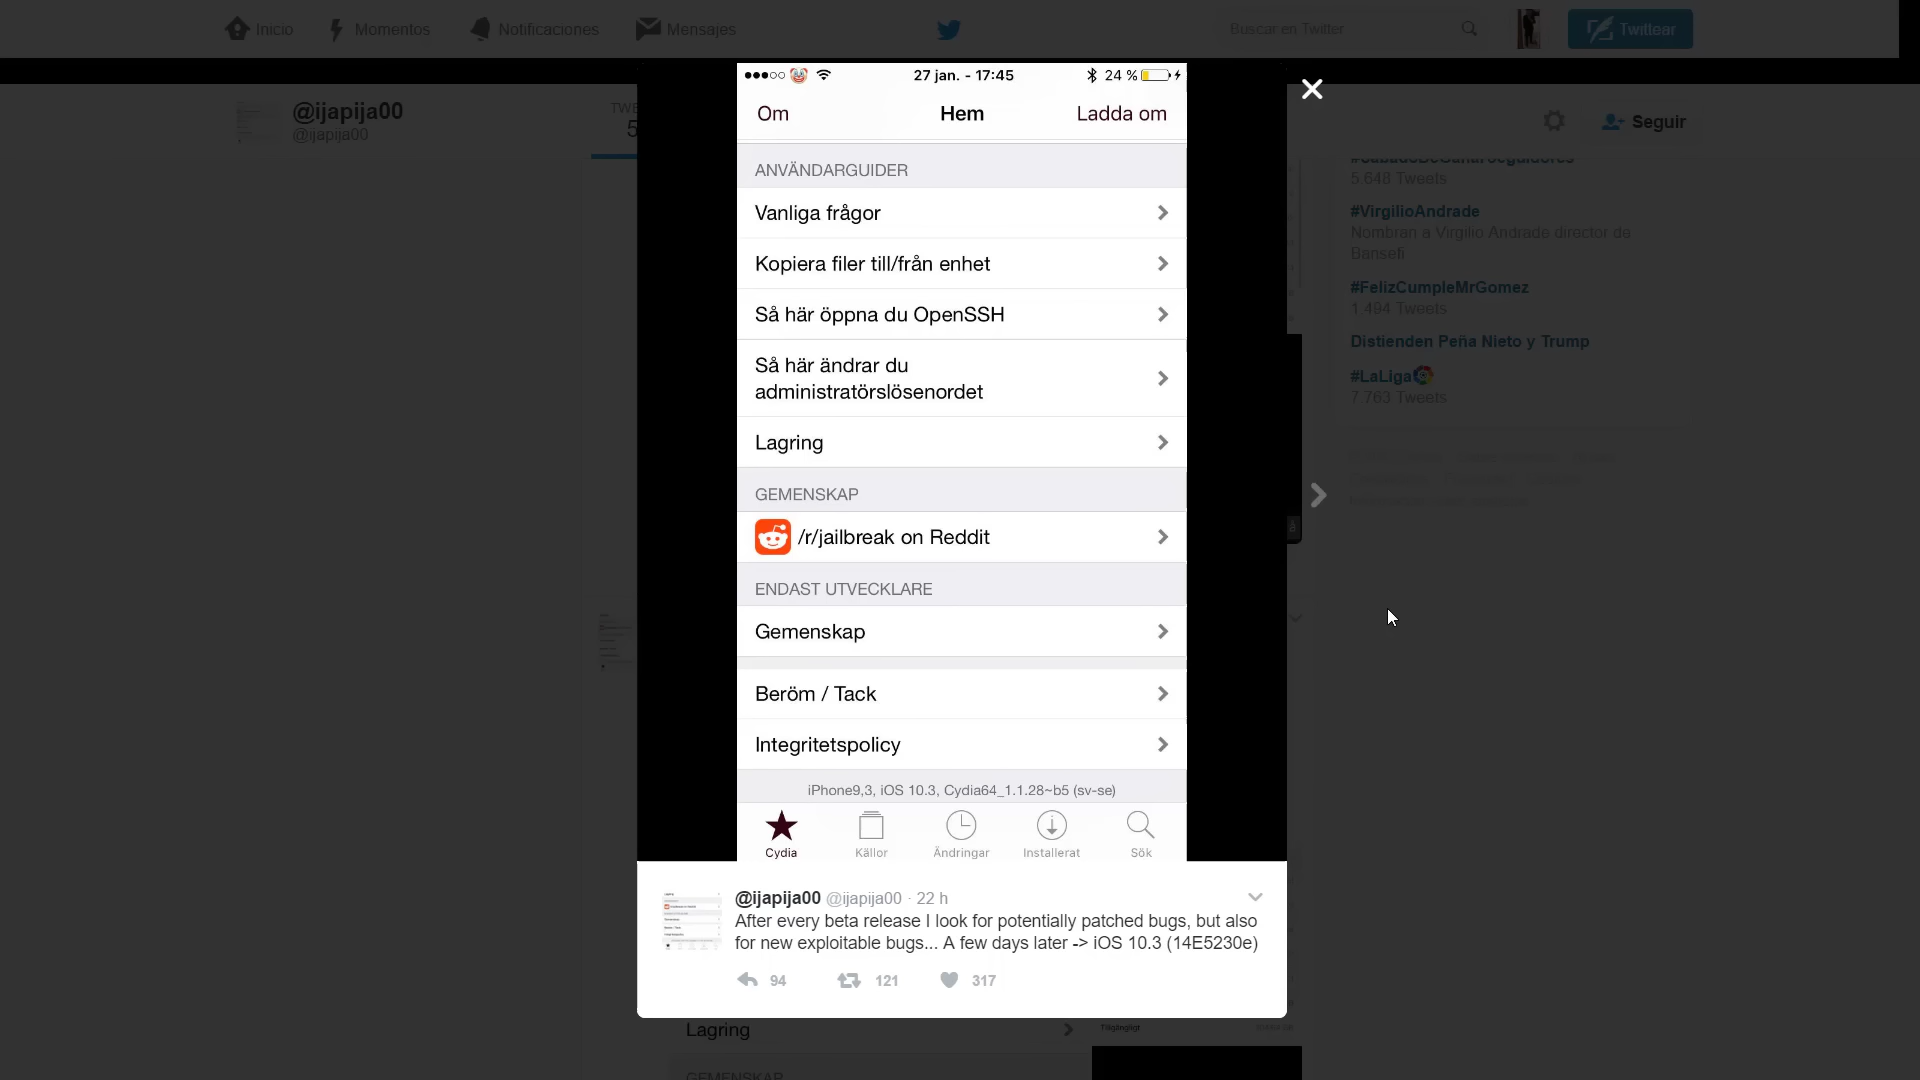 Inicio
Momentos
Notificaciones
Mensajes
Buscar en Twitter
Twittear
@ijapija00
@ijapija00
TWE
5
Seguir
27 jan. - 17:45
24 %
Om
Hem
Ladda om
ANVÄNDARGUIDER
Vanliga frågor
Kopiera filer till/från enhet
Så här öppna du OpenSSH
Så här ändrar du
administratörslösenordet
Lagring
GEMENSKAP
/r/jailbreak on Reddit
ENDAST UTVECKLARE
Gemenskap
Beröm / Tack
Integritetspolicy
iPhone9,3, iOS 10.3, Cydia64_1.1.28~b5 (sv-se)
Cydia
Källor
Ändringar
Installerat
Sök
@ijapija00 @ijapija00 · 22 h
After every beta release I look for potentially patched bugs, but also
for new exploitable bugs... A few days later -> iOS 10.3 (14E5230e)
94
121
317
5.648 Tweets
#VirgilioAndrade
Nombran a Virgilio Andrade director de
Bansefi
#FelizCumpleMrGomez
1.494 Tweets
Distienden Peña Nieto y Trump
#LaLiga
7.763 Tweets
Lagring
Tillgängligt
GEMENSKAP